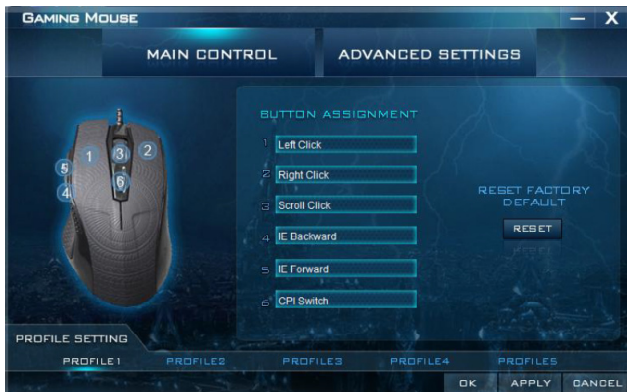 GAMING MOUSE
— X
MAIN CONTROL ADVANCED SETTINGS
BUTTON ASSIGNMENT
1 Left Click
2 Right Click
3 Scroll Click
4 IE Backward
5 IE Forward
6 CPI Switch
1
2
3
5
4
6
RESET FACTORY
DEFAULT
RESET
PROFILE SETTING
PROFILE1 PROFILE2 PROFILE3 PROFILE4 PROFILE5
OK APPLY CANCEL